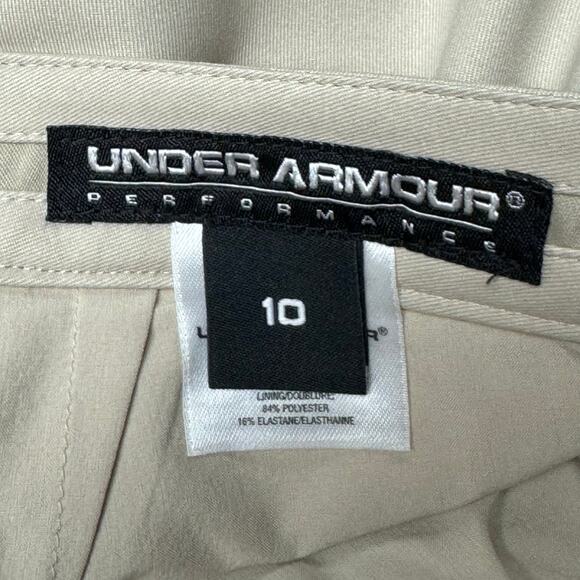 UNDER ARMOUR®
PERFORMANCE
10
LINING/DOUBLURE:
84% POLYESTER
16% ELASTANE/ELASTHANNE